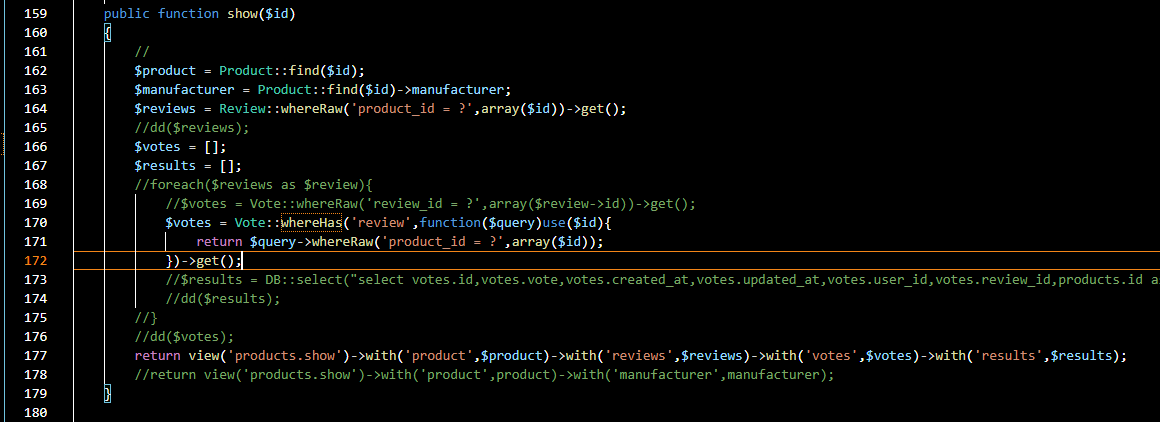 159 public function show($id)
160 {
161 //
162 $product = Product::find($id);
163 $manufacturer = Product::find($id)->manufacturer;
164 $reviews = Review::whereRaw('product_id = ?',array($id))->get();
165 //dd($reviews);
166 $votes = [];
167 $results = [];
168 //foreach($reviews as $review){
169 //$votes = Vote::whereRaw('review_id = ?',array($review->id))->get();
170 $votes = Vote::whereHas('review',function($query)use($id){
171 return $query->whereRaw('product_id = ?',array($id));
172 })->get();
173 //$results = DB::select("select votes.id,votes.vote,votes.created_at,votes.updated_at,votes.user_id,votes.review_id,products.id a
174 //dd($results);
175 //}
176 //dd($votes);
177 return view('products.show')->with('product',$product)->with('reviews',$reviews)->with('votes',$votes)->with('results',$results);
178 //return view('products.show')->with('product',product)->with('manufacturer',manufacturer);
179 }
180